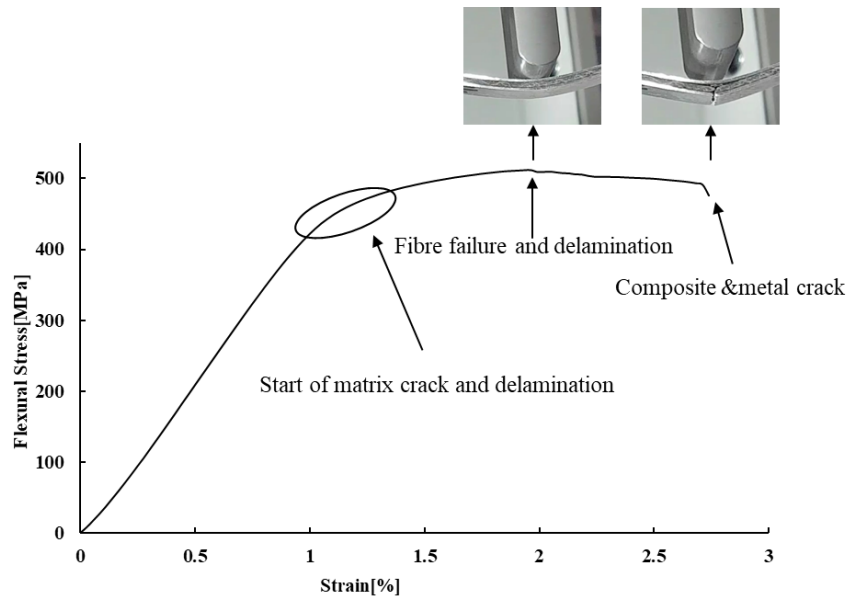 500
400
300
200
100
0
Flexural Stress[MPa]
Fibre failure and delamination
Composite &metal crack
Start of matrix crack and delamination
0 0.5 1 1.5 2 2.5 3
Strain[%]